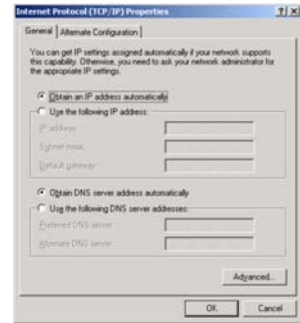 Internet Protocol (TCP/IP) Properties
General
Alternate Configuration
You can get IP settings assigned automatically if your network supports
this capability. Otherwise, you need to ask your network administrator for
the appropriate IP settings.
Obtain an IP address automatically
Use the following IP address:
IP address:
Subnet mask:
Default gateway:
Obtain DNS server address automatically
Use the following DNS server addresses:
Preferred DNS server:
Alternate DNS server:
Advanced...
OK
Cancel